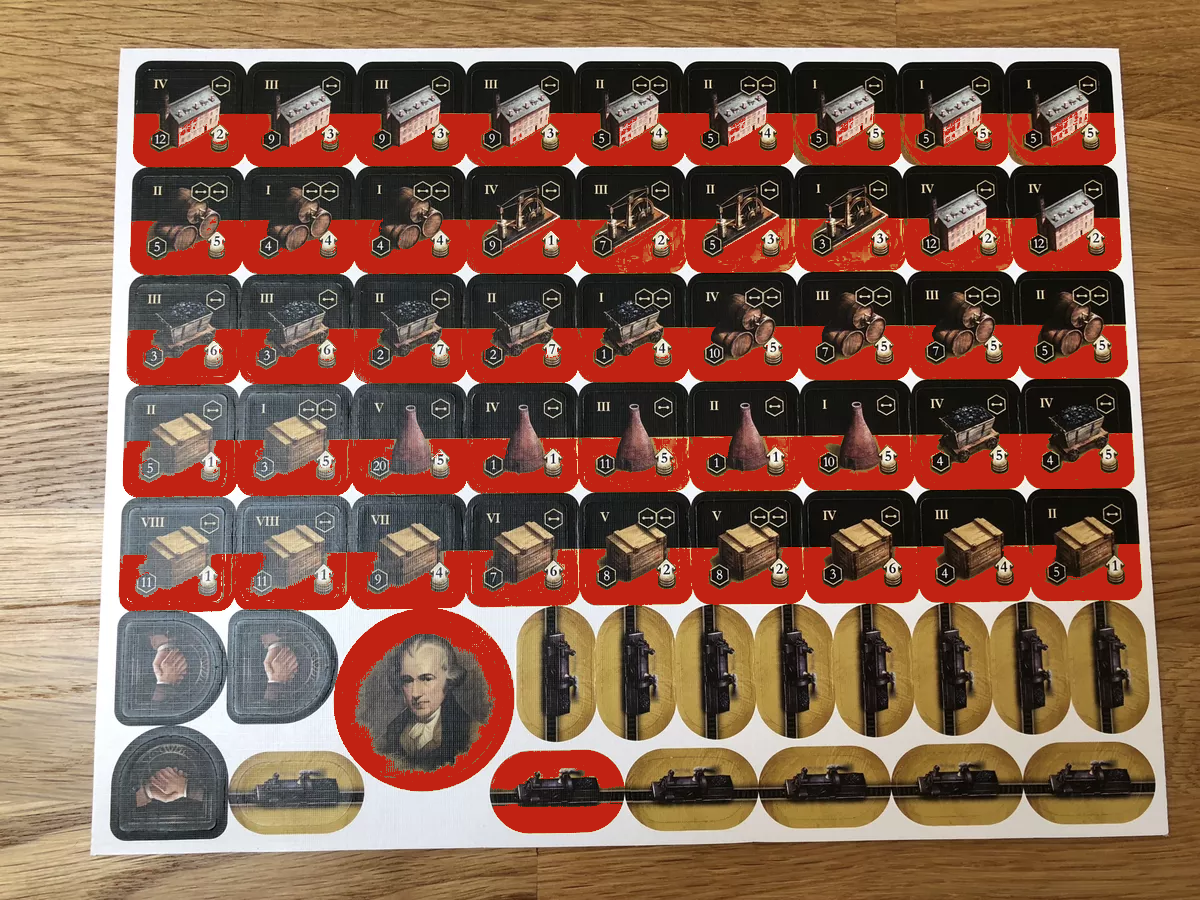 IV III III III II II I I I
12 2 9 3 9 3 9 3 5 4 5 4 5 5 5 5 5 5
II I I IV III II I IV IV
5 5 4 4 4 4 9 1 7 2 5 3 3 3 12 2 12 2
III III II II I IV III III II
3 6 3 6 2 7 2 7 1 4 10 5 7 5 7 5 5 5
II I V IV III II I IV IV
5 1 3 5 20 5 1 1 11 5 1 1 10 5 4 5 4 5
VIII VIII VII VI V V IV III II
11 1 11 1 9 4 7 6 8 2 8 2 3 6 4 4 5 1